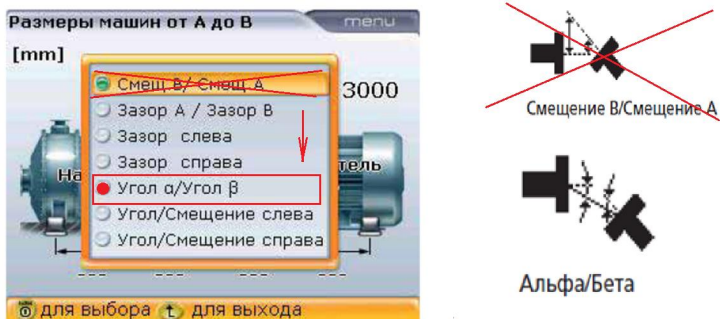 Размеры машин от А до В
menu
[mm]
Смещ В/ Смещ А
3000
Зазор А / Зазор В
Зазор слева
Зазор справа
На
тель
Угол α/Угол β
Угол/Смещение слева
Угол/Смещение справа
--- --- --- ---
для выбора для выхода
Смещение В/Смещение А
Альфа/Бета